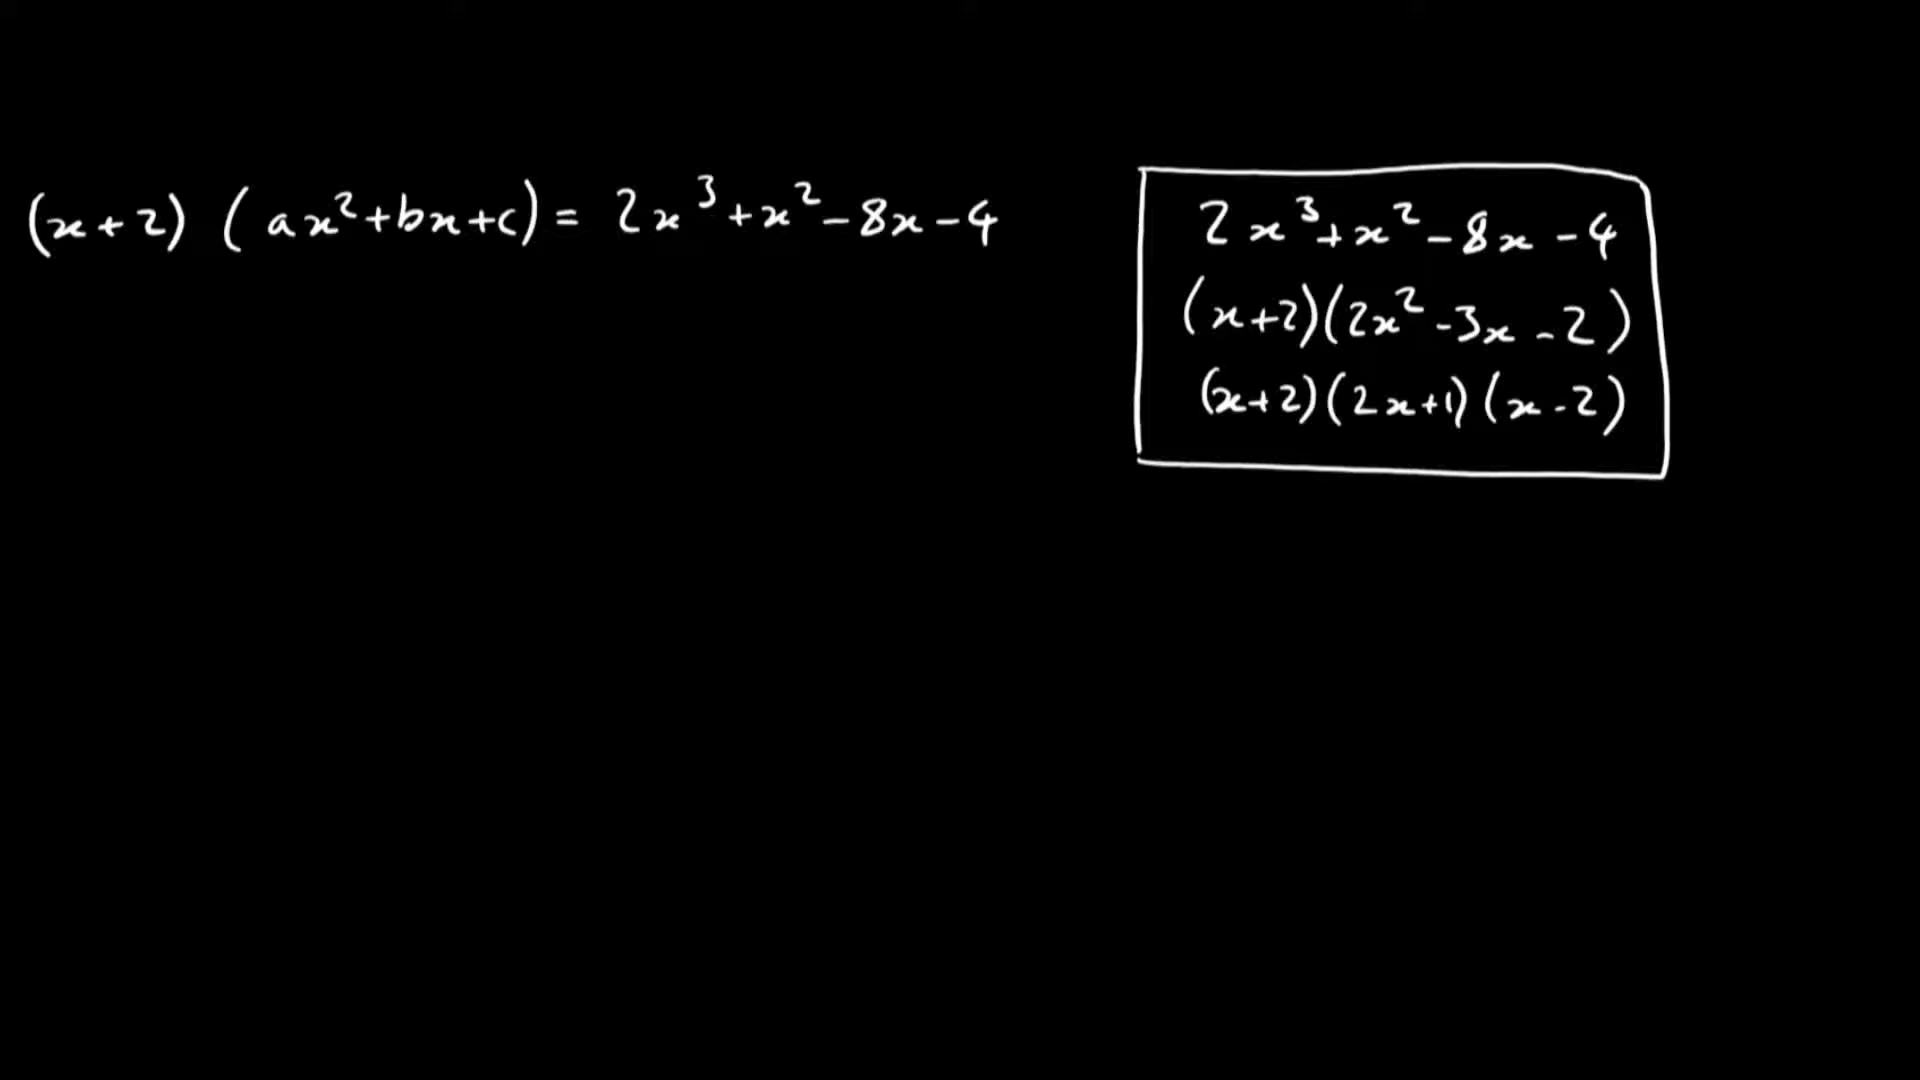 (x+2) (ax²+bx+c) = 2x³+x²-8x-4
2x³+x²-8x-4
(x+2)(2x²-3x-2)
(x+2)(2x+1)(x-2)